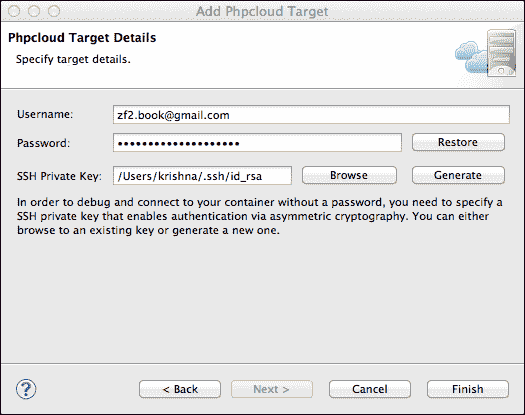 Add Phpcloud Target
Phpcloud Target Details
Specify target details.
Username: zf2.book@gmail.com
Password: ••••••••••••••••••• Restore
SSH Private Key: /Users/krishna/.ssh/id_rsa Browse Generate
In order to debug and connect to your container without a password, you need to specify a
SSH private key that enables authentication via asymmetric cryptography. You can either
browse to an existing key or generate a new one.
? < Back Next > Cancel Finish